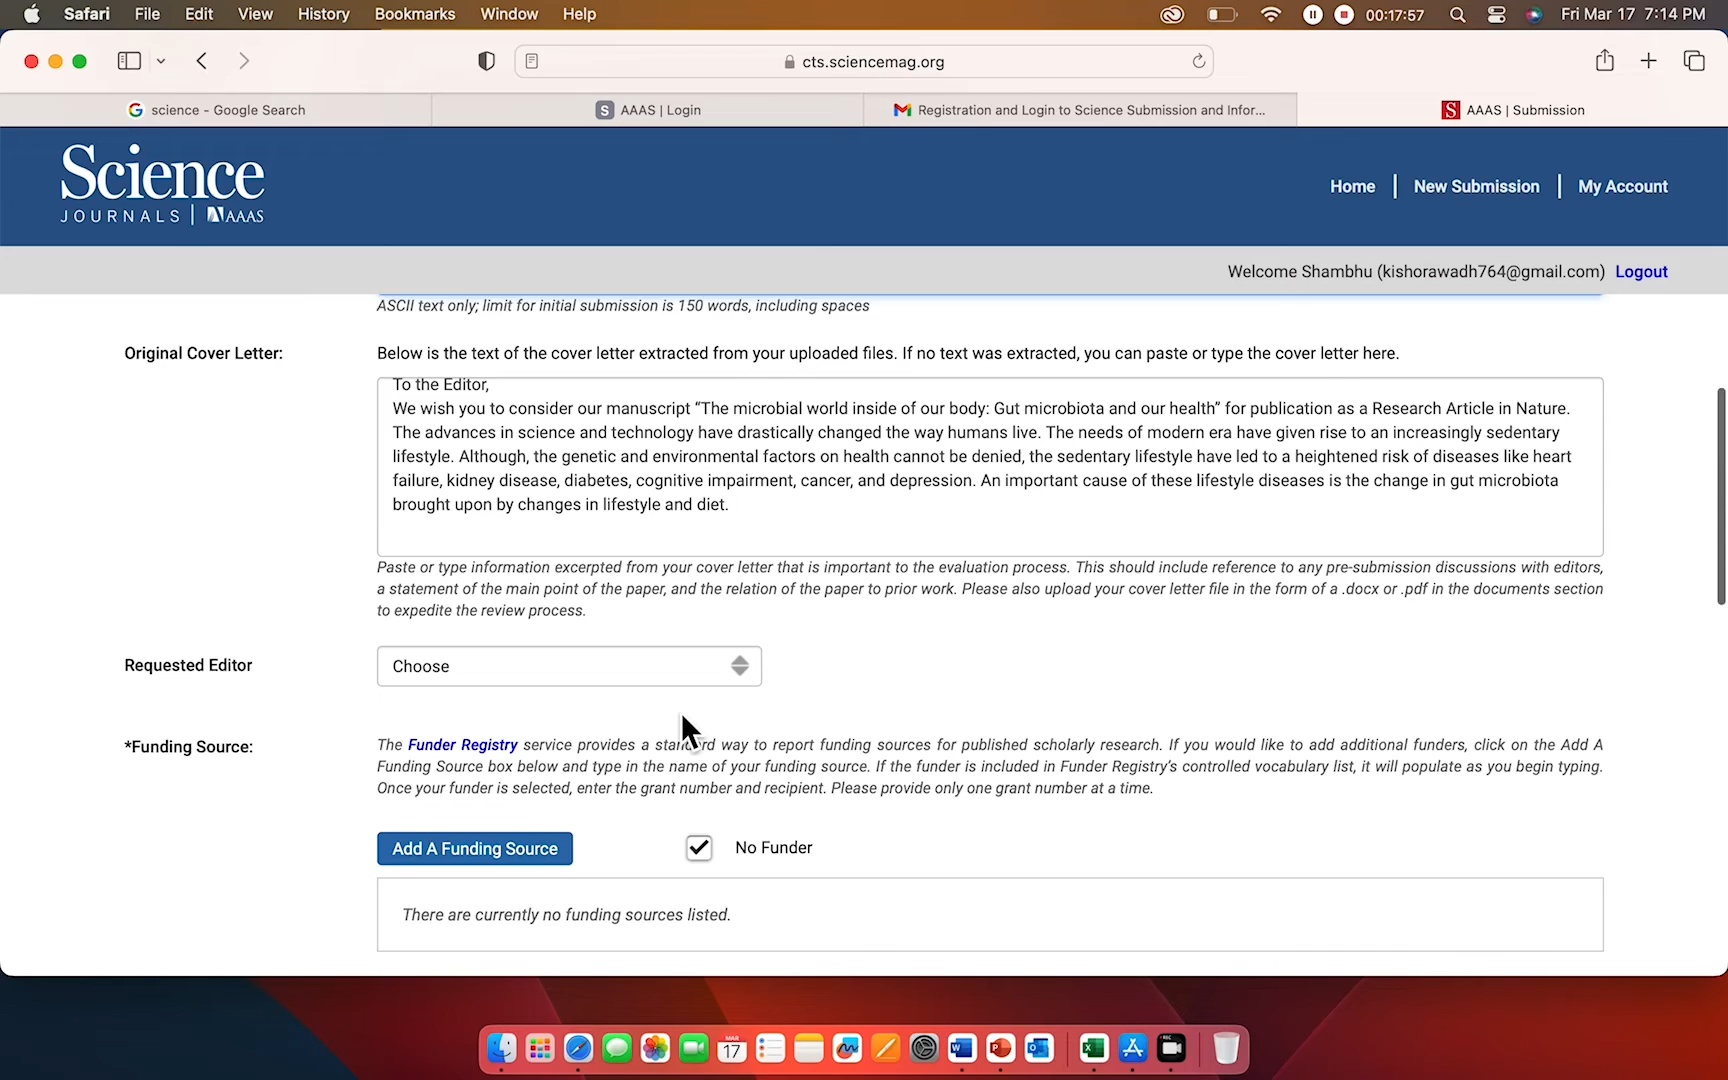 Safari File Edit View History Bookmarks Window Help 00:17:57 Fri Mar 17 7:14 PM
cts.sciencemag.org
science - Google Search
AAAS | Login
Registration and Login to Science Submission and Infor...
AAAS | Submission
Science
JOURNALS | AAAS
Home | New Submission | My Account
Welcome Shambhu (kishorawadh764@gmail.com) Logout
ASCII text only; limit for initial submission is 150 words, including spaces
Original Cover Letter:
Below is the text of the cover letter extracted from your uploaded files. If no text was extracted, you can paste or type the cover letter here.
To the Editor,
We wish you to consider our manuscript “The microbial world inside of our body: Gut microbiota and our health” for publication as a Research Article in Nature.
The advances in science and technology have drastically changed the way humans live. The needs of modern era have given rise to an increasingly sedentary
lifestyle. Although, the genetic and environmental factors on health cannot be denied, the sedentary lifestyle have led to a heightened risk of diseases like heart
failure, kidney disease, diabetes, cognitive impairment, cancer, and depression. An important cause of these lifestyle diseases is the change in gut microbiota
brought upon by changes in lifestyle and diet.
Paste or type information excerpted from your cover letter that is important to the evaluation process. This should include reference to any pre-submission discussions with editors,
a statement of the main point of the paper, and the relation of the paper to prior work. Please also upload your cover letter file in the form of a .docx or .pdf in the documents section
to expedite the review process.
Requested Editor
Choose
*Funding Source:
The Funder Registry service provides a standard way to report funding sources for published scholarly research. If you would like to add additional funders, click on the Add A
Funding Source box below and type in the name of your funding source. If the funder is included in Funder Registry's controlled vocabulary list, it will populate as you begin typing.
Once your funder is selected, enter the grant number and recipient. Please provide only one grant number at a time.
Add A Funding Source
No Funder
There are currently no funding sources listed.
MAR
17